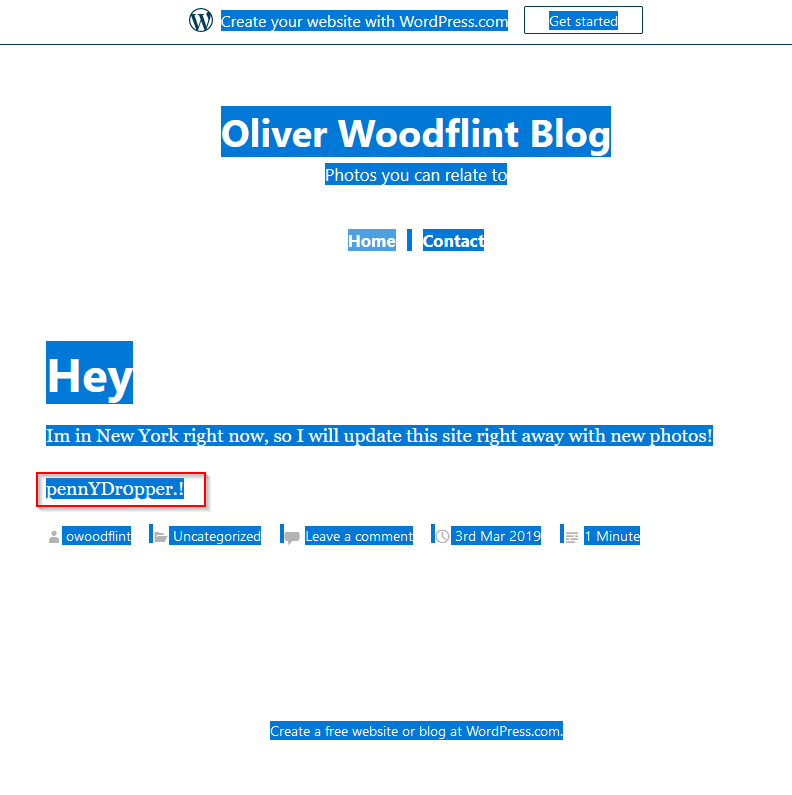 Create your website with WordPress.com Get started
Oliver Woodflint Blog
Photos you can relate to
Home Contact
Hey
Im in New York right now, so I will update this site right away with new photos!
pennYDr0pper.!
owoodflint Uncategorized Leave a comment 3rd Mar 2019 1 Minute
Create a free website or blog at WordPress.com.